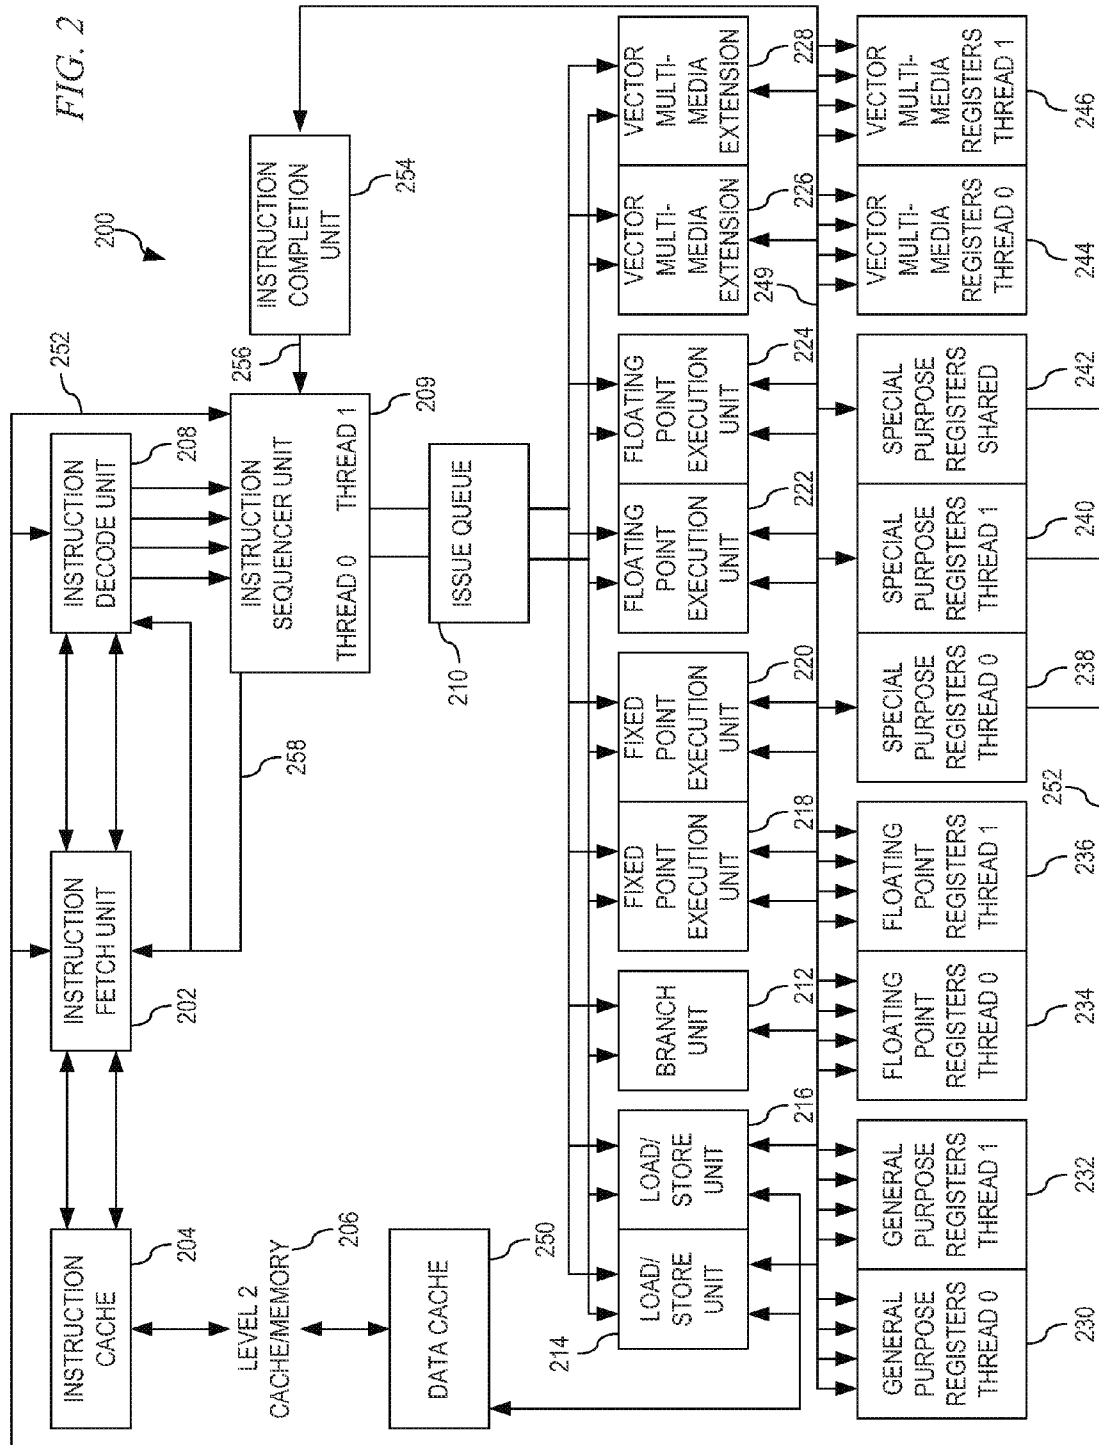 FIG. 2
200
252
INSTRUCTION
CACHE
204
INSTRUCTION
FETCH UNIT
202
INSTRUCTION
DECODE UNIT
208
LEVEL 2
CACHE/MEMORY
206
258
INSTRUCTION
SEQUENCER UNIT
THREAD 0 THREAD 1
209
256
INSTRUCTION
COMPLETION
UNIT
254
DATA CACHE
250
210
ISSUE QUEUE
214
LOAD/
STORE
UNIT
LOAD/
STORE UNIT
216
BRANCH
UNIT
212
FIXED
POINT
EXECUTION
UNIT
218
FIXED
POINT
EXECUTION
UNIT
220
FLOATING
POINT
EXECUTION
UNIT
222
FLOATING
POINT
EXECUTION
UNIT
224
VECTOR
MULTI-
MEDIA
EXTENSION
226
VECTOR
MULTI-
MEDIA
EXTENSION
228
249
GENERAL
PURPOSE
REGISTERS
THREAD 0
230
GENERAL
PURPOSE
REGISTERS
THREAD 1
232
FLOATING
POINT
REGISTERS
THREAD 0
234
FLOATING
POINT
REGISTERS
THREAD 1
236
SPECIAL
PURPOSE
REGISTERS
THREAD 0
238
SPECIAL
PURPOSE
REGISTERS
THREAD 1
240
SPECIAL
PURPOSE
REGISTERS
SHARED
242
VECTOR
MULTI-
MEDIA
REGISTERS
THREAD 0
244
VECTOR
MULTI-
MEDIA
REGISTERS
THREAD 1
246
252